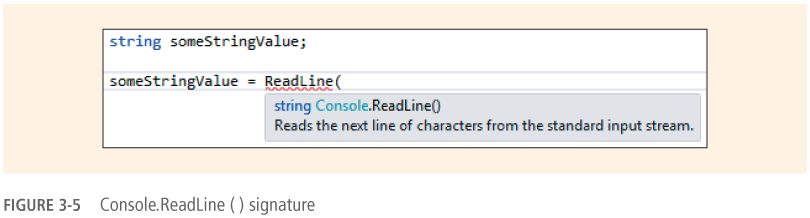 string someStringValue;
someStringValue = ReadLine(
string Console.ReadLine()
Reads the next line of characters from the standard input stream.
FIGURE 3-5 Console.ReadLine ( ) signature